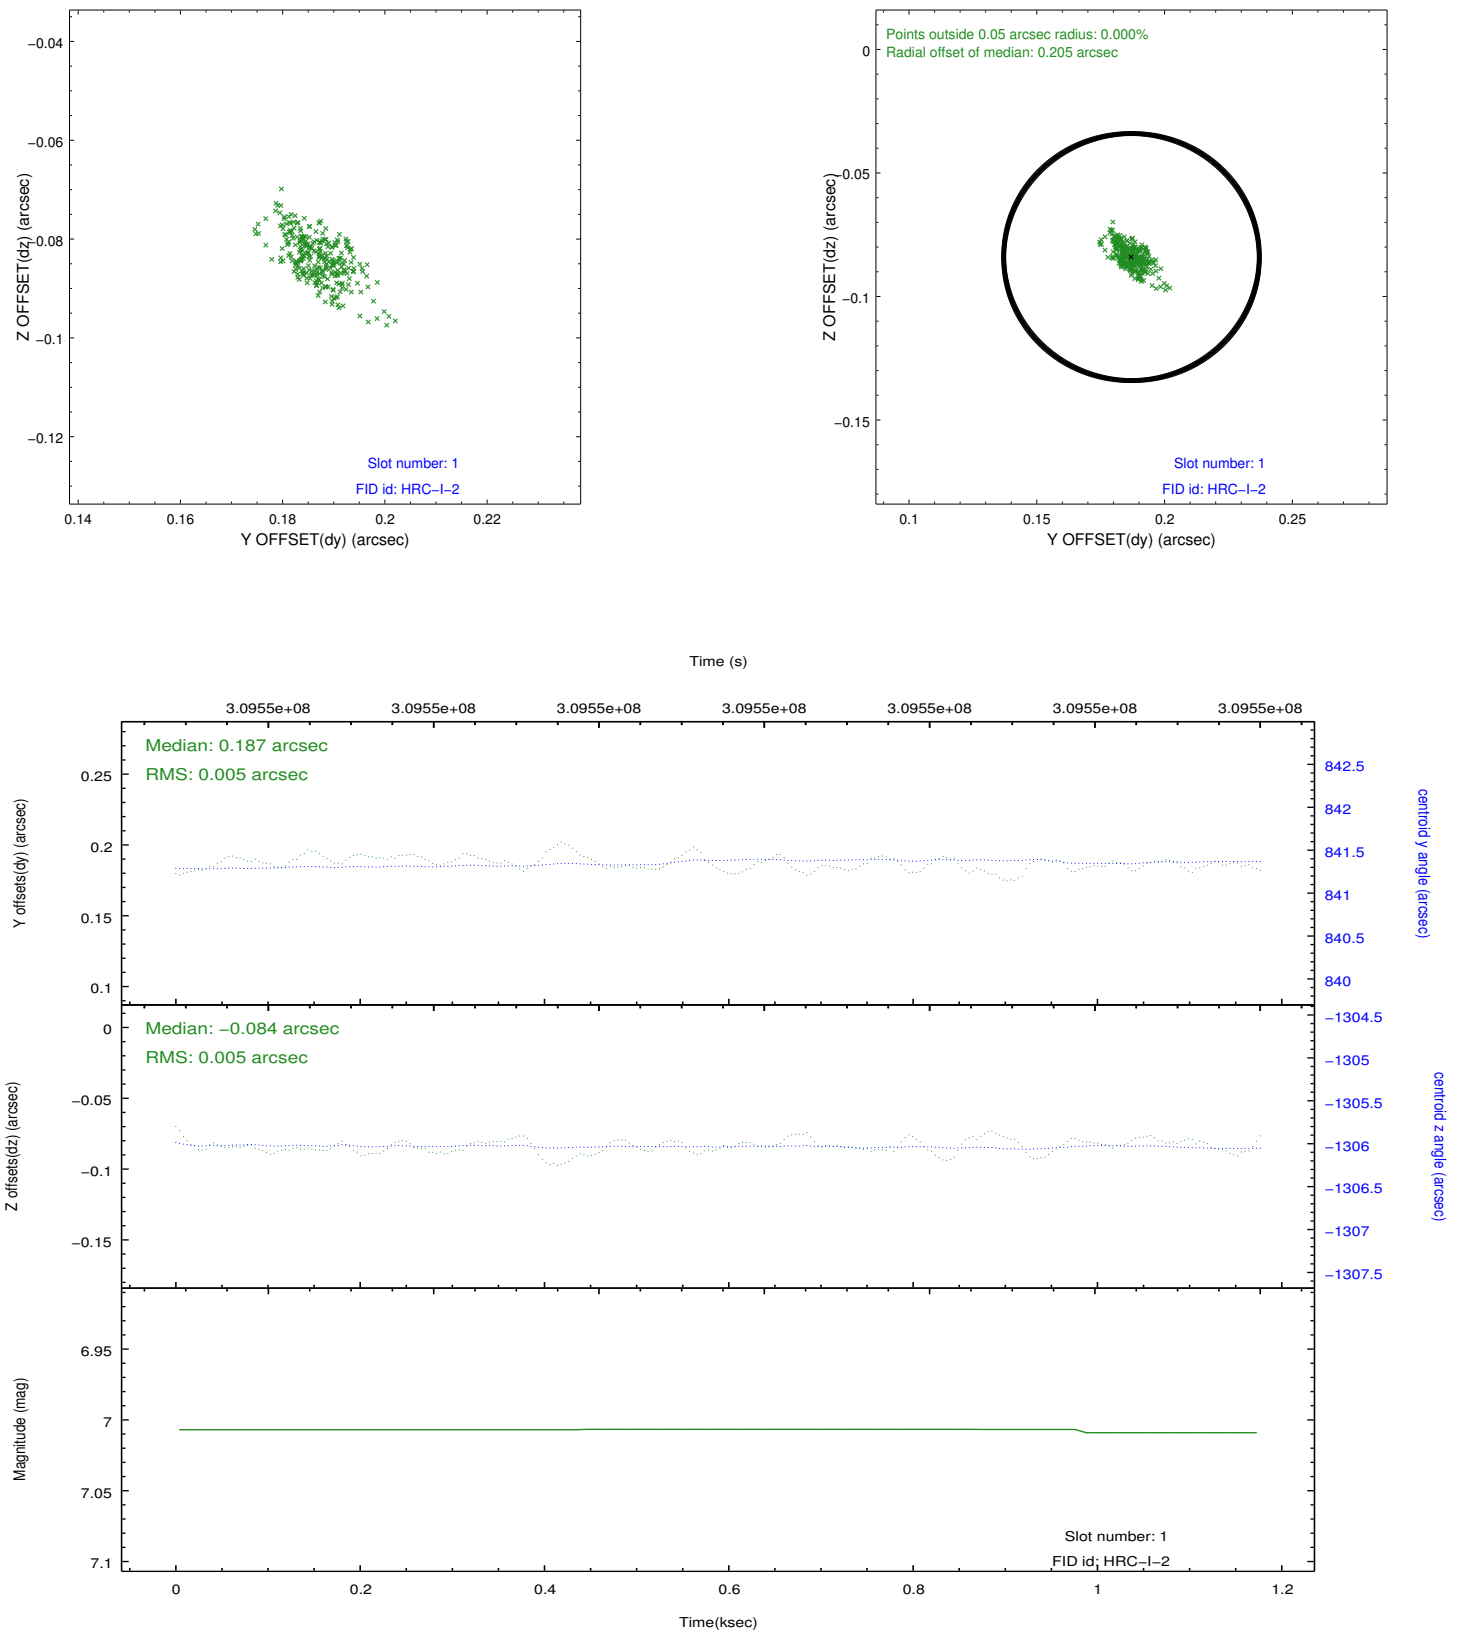 −0.04
−0.06
−0.08
−0.1
−0.12
Z OFFSET(dz) (arcsec)
Slot number: 1
FID id: HRC−I−2
0.14 0.16 0.18 0.2 0.22
Y OFFSET(dy) (arcsec)
Points outside 0.05 arcsec radius: 0.000%
Radial offset of median: 0.205 arcsec
0
−0.05
−0.1
−0.15
Z OFFSET(dz) (arcsec)
Slot number: 1
FID id: HRC−I−2
0.1 0.15 0.2 0.25
Y OFFSET(dy) (arcsec)
Time (s)
3.0955e+08 3.0955e+08 3.0955e+08 3.0955e+08 3.0955e+08 3.0955e+08 3.0955e+08
Median: 0.187 arcsec
RMS: 0.005 arcsec
0.25
0.2
0.15
0.1
Y offsets(dy) (arcsec)
842.5
842
841.5
841
840.5
840
centroid y angle (arcsec)
Median: −0.084 arcsec
RMS: 0.005 arcsec
0
−0.05
−0.1
−0.15
Z offsets(dz) (arcsec)
−1304.5
−1305
−1305.5
−1306
−1306.5
−1307
−1307.5
centroid z angle (arcsec)
6.95
7
7.05
7.1
Magnitude (mag)
Slot number: 1
FID id: HRC−I−2
0 0.2 0.4 0.6 0.8 1 1.2
Time(ksec)